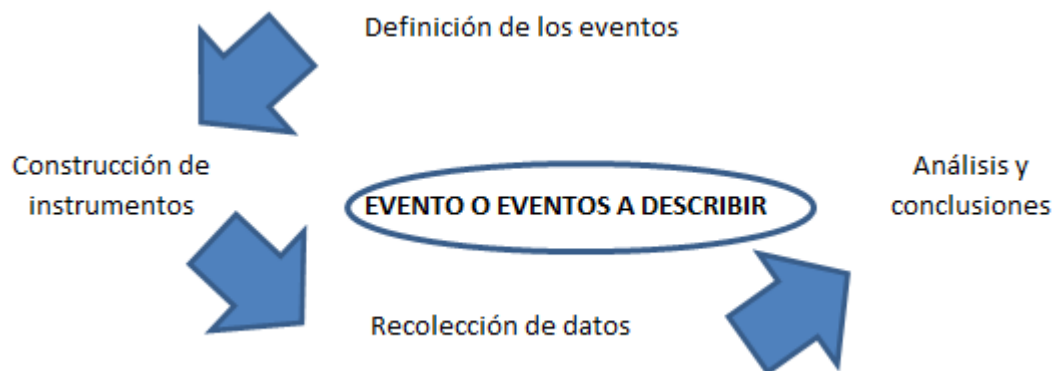 Definición de los eventos
Construcción de
instrumentos
EVENTO O EVENTOS A DESCRIBIR
Análisis y
conclusiones
Recolección de datos